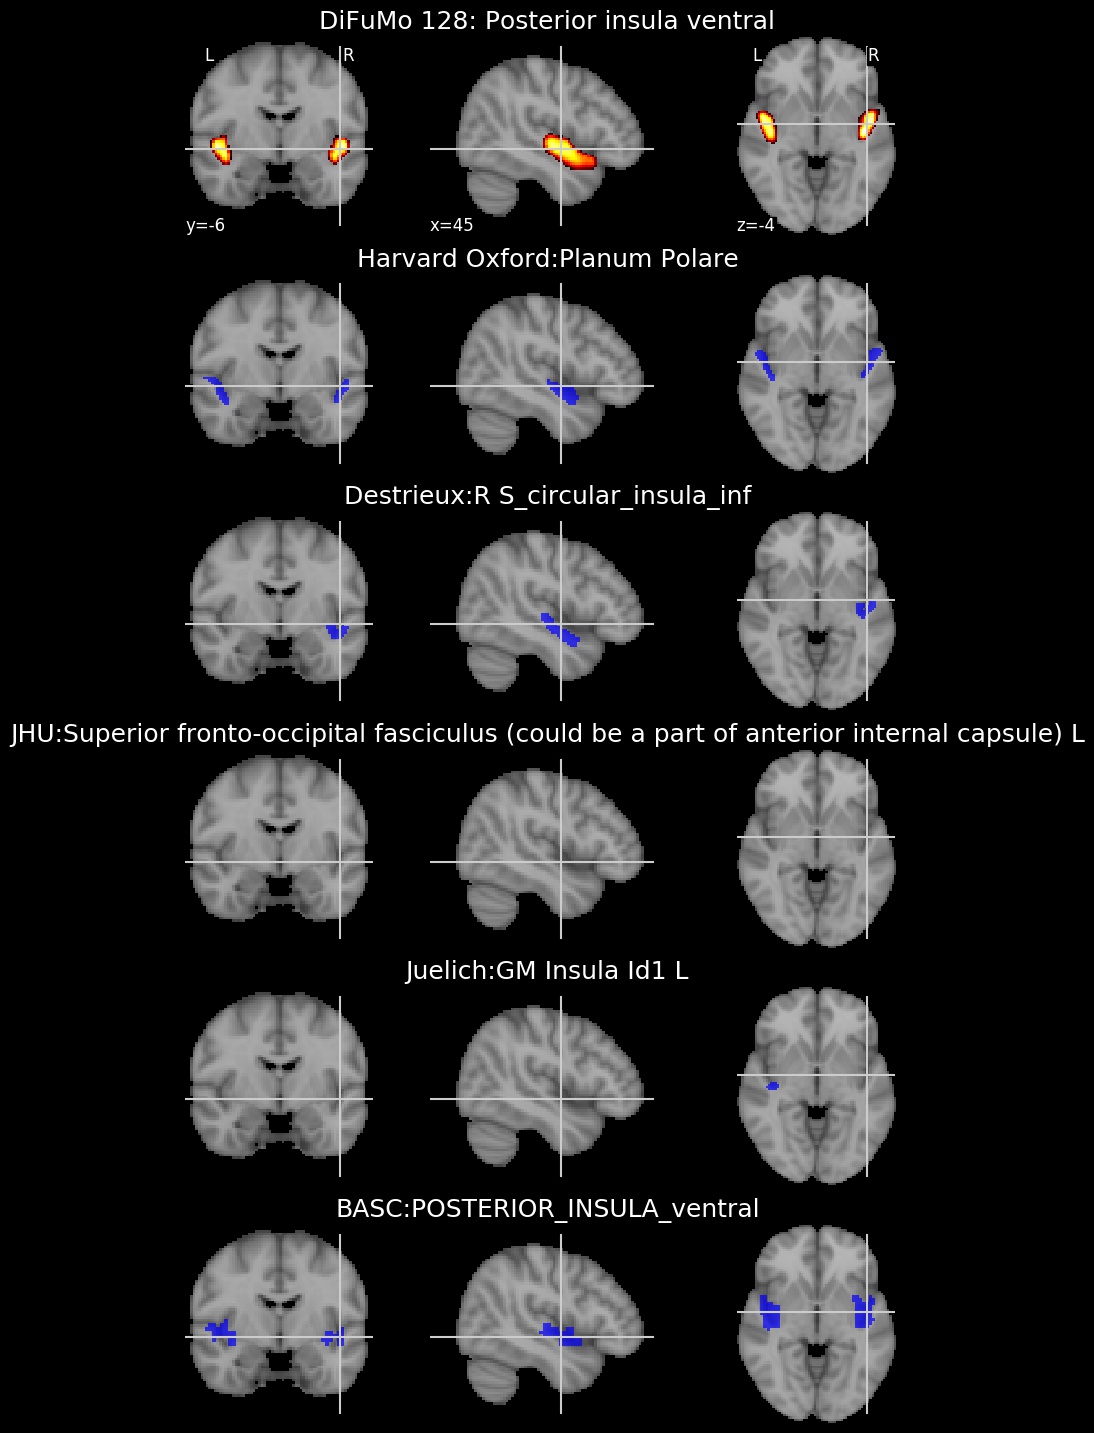 DiFuMo 128: Posterior insula ventral
L R L R
y=-6 x=45 z=-4
Harvard Oxford:Planum Polare
Destrieux:R S_circular_insula_inf
JHU:Superior fronto-occipital fasciculus (could be a part of anterior internal capsule) L
Juelich:GM Insula Id1 L
BASC:POSTERIOR_INSULA_ventral